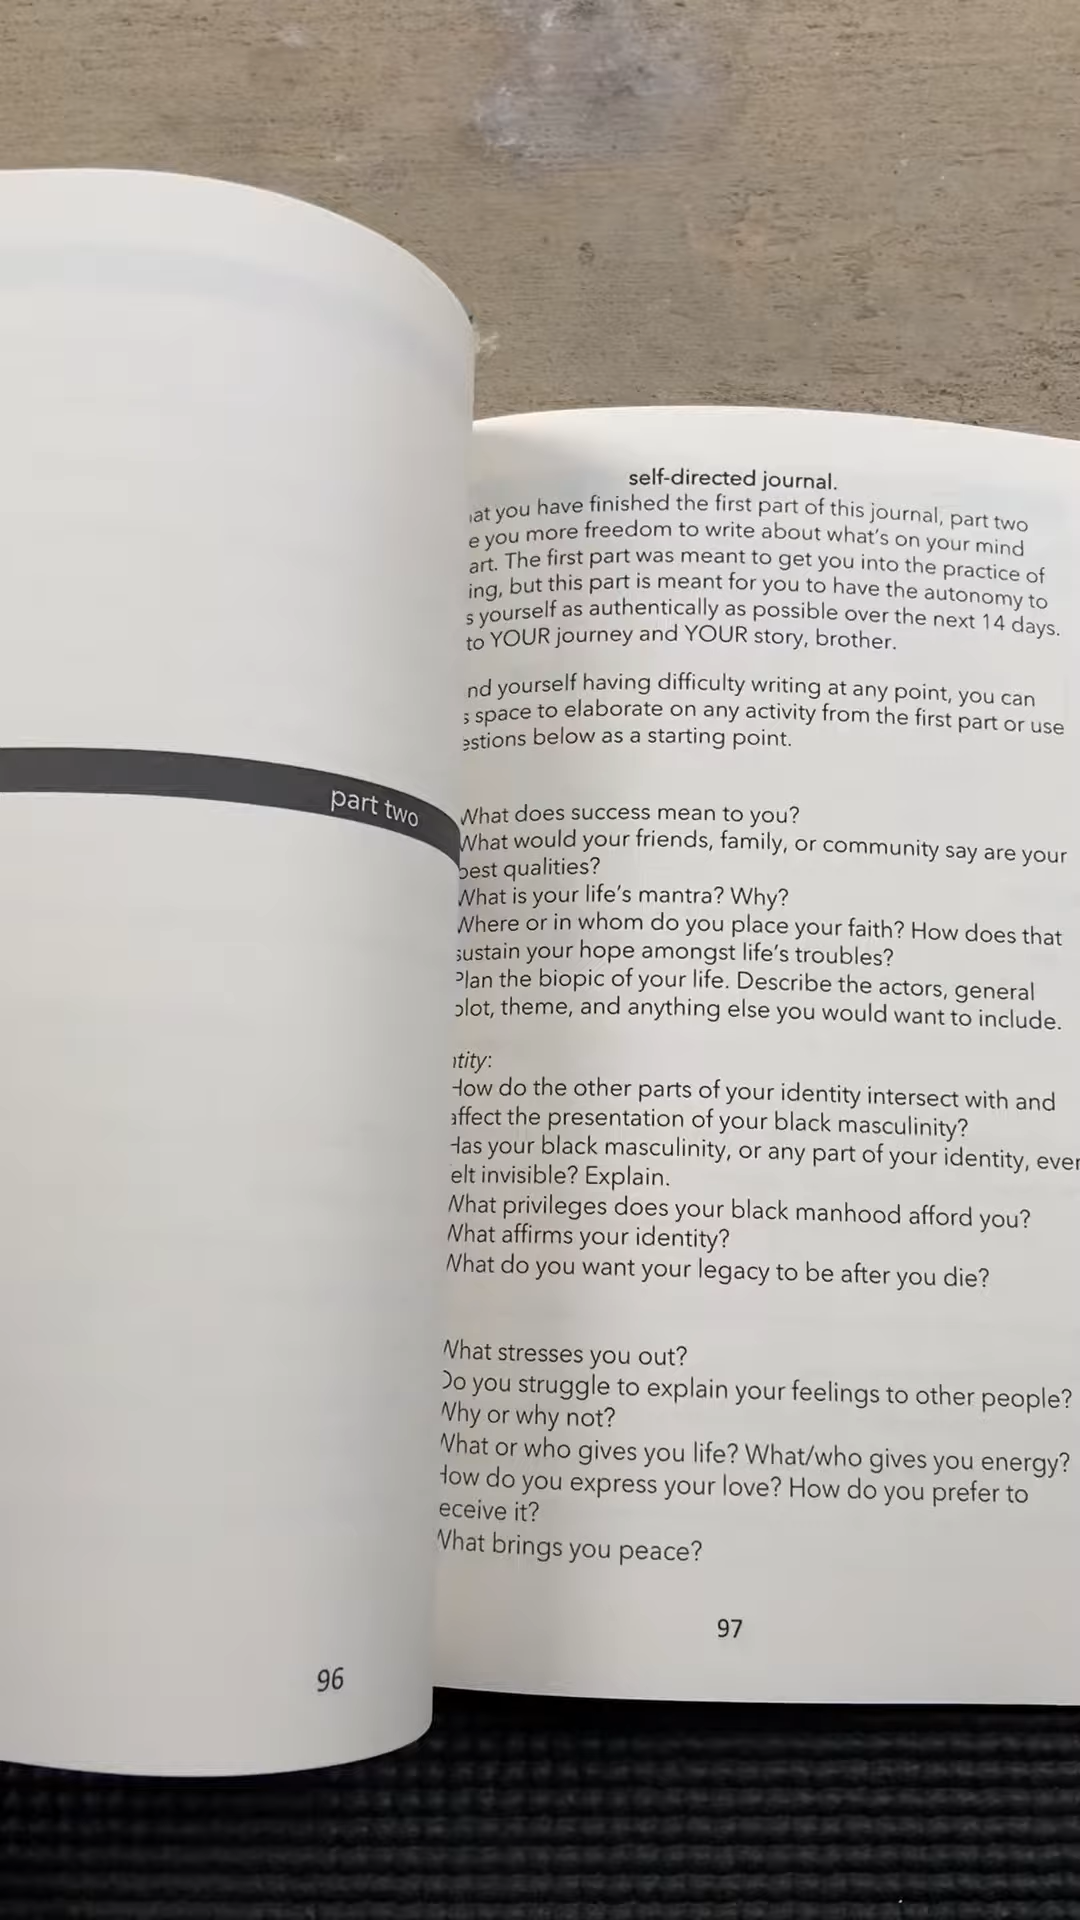 part two
96
self-directed journal.
you have finished the first part of this journal, part two
you more freedom to write about what's on your mind
The first part was meant to get you into the practice of
but this part is meant for you to have the autonomy to
yourself as authentically as possible over the next 14 days.
to YOUR journey and YOUR story, brother.
yourself having difficulty writing at any point, you can
space to elaborate on any activity from the first part or use
below as a starting point.
What does success mean to you?
What would your friends, family, or community say are your
best qualities?
What is your life's mantra? Why?
Where or in whom do you place your faith? How does that
sustain your hope amongst life's troubles?
Plan the biopic of your life. Describe the actors, general
plot, theme, and anything else you would want to include.
How do the other parts of your identity intersect with and
affect the presentation of your black masculinity?
Has your black masculinity, or any part of your identity, ever
invisible? Explain.
What privileges does your black manhood afford you?
What affirms your identity?
What do you want your legacy to be after you die?
What stresses you out?
Do you struggle to explain your feelings to other people?
Why or why not?
What or who gives you life? What/who gives you energy?
How do you express your love? How do you prefer to
it?
What brings you peace?
97